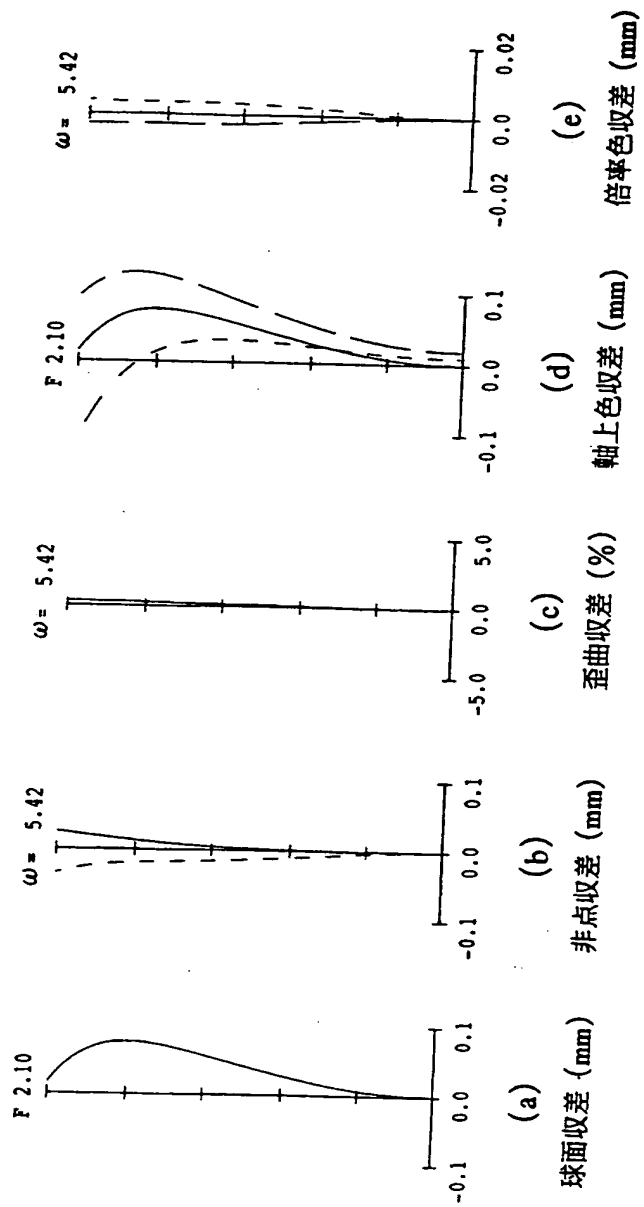 F 2.10
-0.1 0.0 0.1
(a)
球面収差 (mm)
ω= 5.42
-0.1 0.0 0.1
(b)
非点収差 (mm)
ω= 5.42
-5.0 0.0 5.0
(c)
歪曲収差 (%)
F 2.10
-0.1 0.0 0.1
(d)
軸上色収差 (mm)
ω= 5.42
-0.02 0.0 0.02
(e)
倍率色収差 (mm)